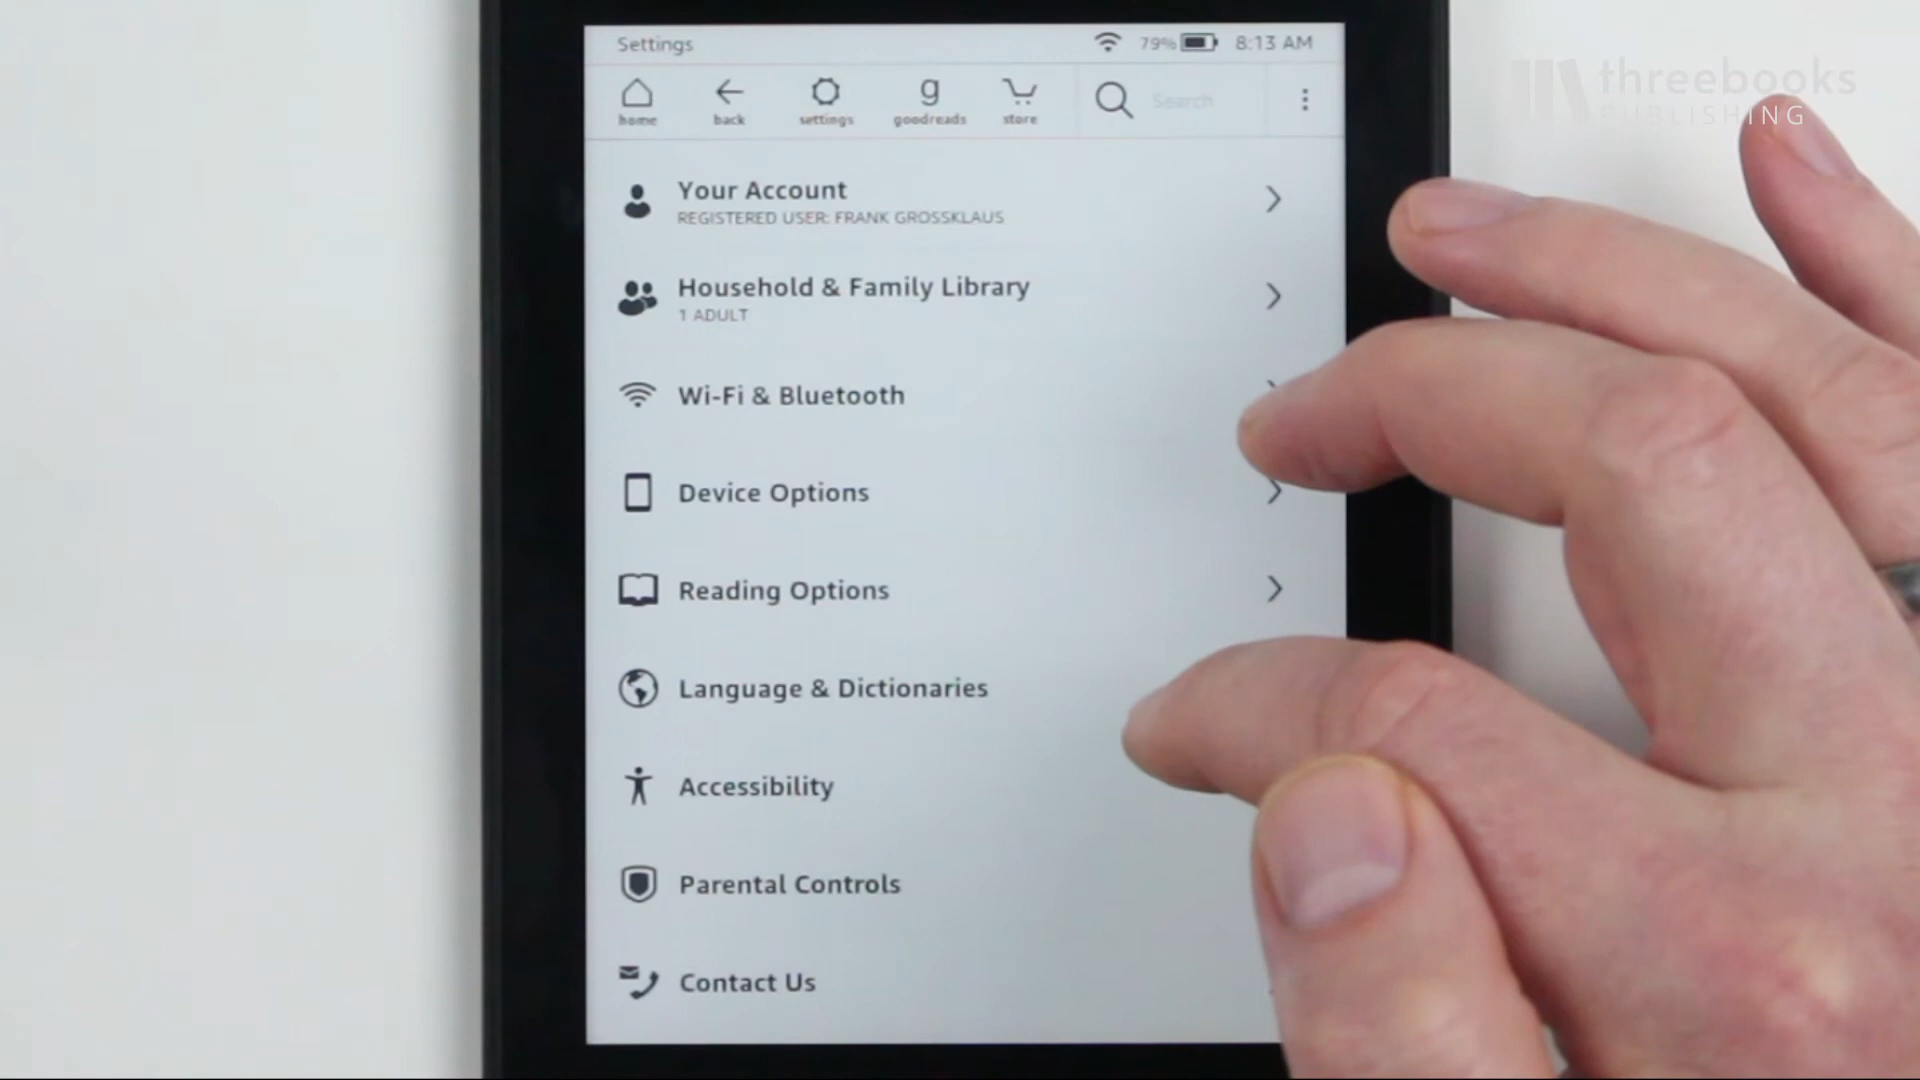 Settings
79%
8:13 AM
home
back
settings
g
goodreads
store
Search
threebooks
PUBLISHING
Your Account
REGISTERED USER: FRANK GROSSKLAUS
Household & Family Library
1 ADULT
Wi-Fi & Bluetooth
Device Options
Reading Options
Language & Dictionaries
Accessibility
Parental Controls
Contact Us